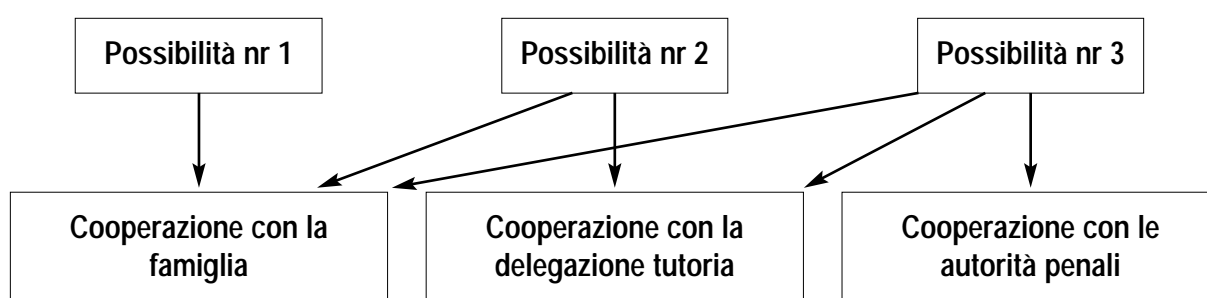 Possibilità nr 1
Possibilità nr 2
Possibilità nr 3
Cooperazione con la
famiglia
Cooperazione con la
delegazione tutoria
Cooperazione con le
autorità penali